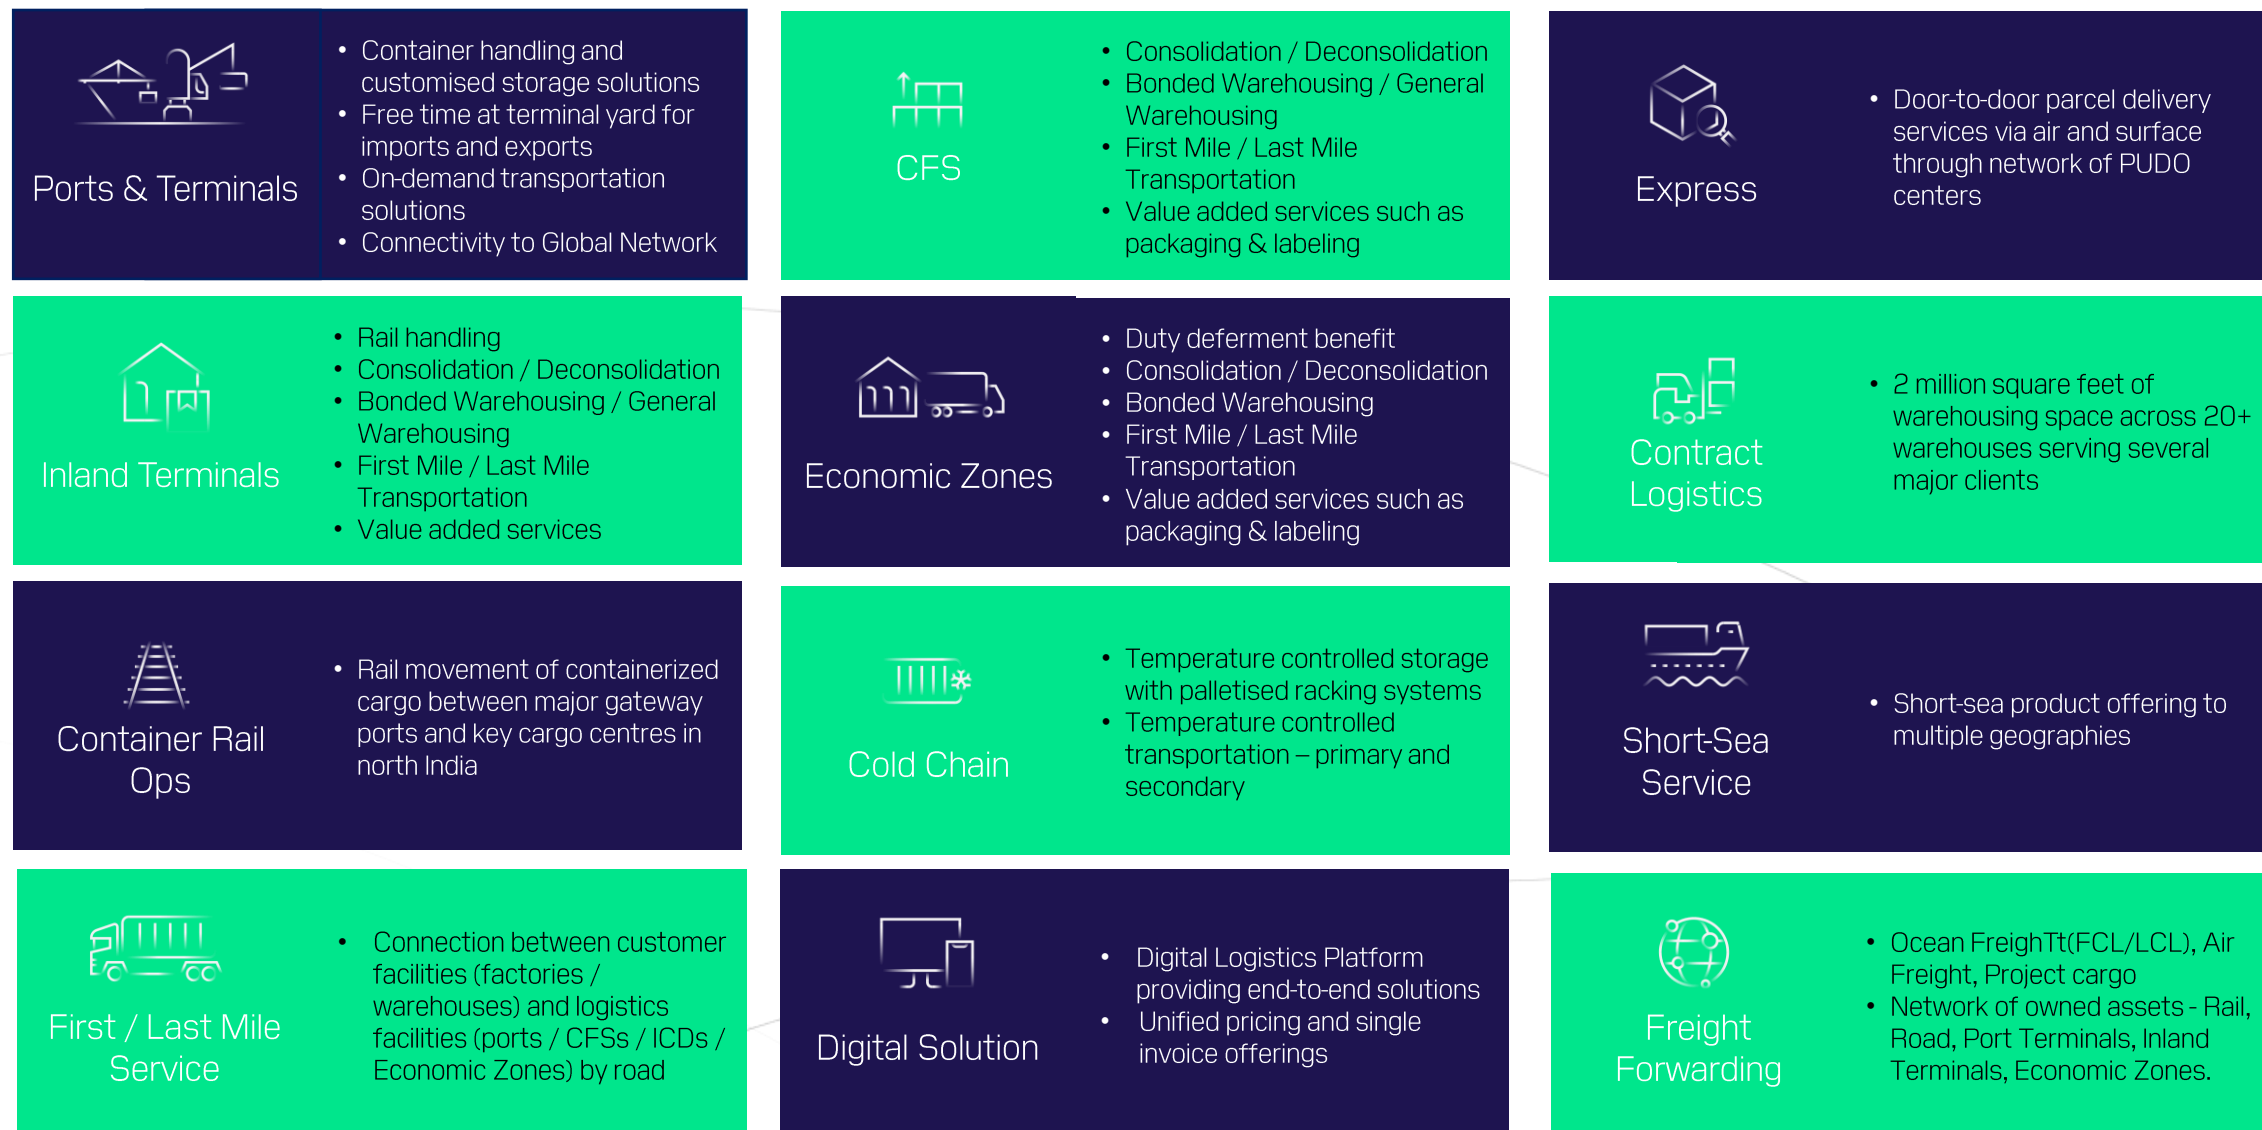 Ports & Terminals
• Container handling and
customised storage solutions
• Free time at terminal yard for
imports and exports
• On-demand transportation
solutions
• Connectivity to Global Network
CFS
• Consolidation / Deconsolidation
• Bonded Warehousing / General
Warehousing
• First Mile / Last Mile
Transportation
• Value added services such as
packaging & labeling
Express
• Door-to-door parcel delivery
services via air and surface
through network of PUDO
centers
Inland Terminals
• Rail handling
• Consolidation / Deconsolidation
• Bonded Warehousing / General
Warehousing
• First Mile / Last Mile
Transportation
• Value added services
Economic Zones
• Duty deferment benefit
• Consolidation / Deconsolidation
• Bonded Warehousing
• First Mile / Last Mile
Transportation
• Value added services such as
packaging & labeling
Contract
Logistics
• 2 million square feet of
warehousing space across 20+
warehouses serving several
major clients
Container Rail
Ops
• Rail movement of containerized
cargo between major gateway
ports and key cargo centres in
north India
Cold Chain
• Temperature controlled storage
with palletised racking systems
• Temperature controlled
transportation – primary and
secondary
Short-Sea
Service
• Short-sea product offering to
multiple geographies
First / Last Mile
Service
• Connection between customer
facilities (factories /
warehouses) and logistics
facilities (ports / CFSs / ICDs /
Economic Zones) by road
Digital Solution
• Digital Logistics Platform
providing end-to-end solutions
• Unified pricing and single
invoice offerings
Freight
Forwarding
• Ocean FreighTt(FCL/LCL), Air
Freight, Project cargo
• Network of owned assets - Rail,
Road, Port Terminals, Inland
Terminals, Economic Zones.